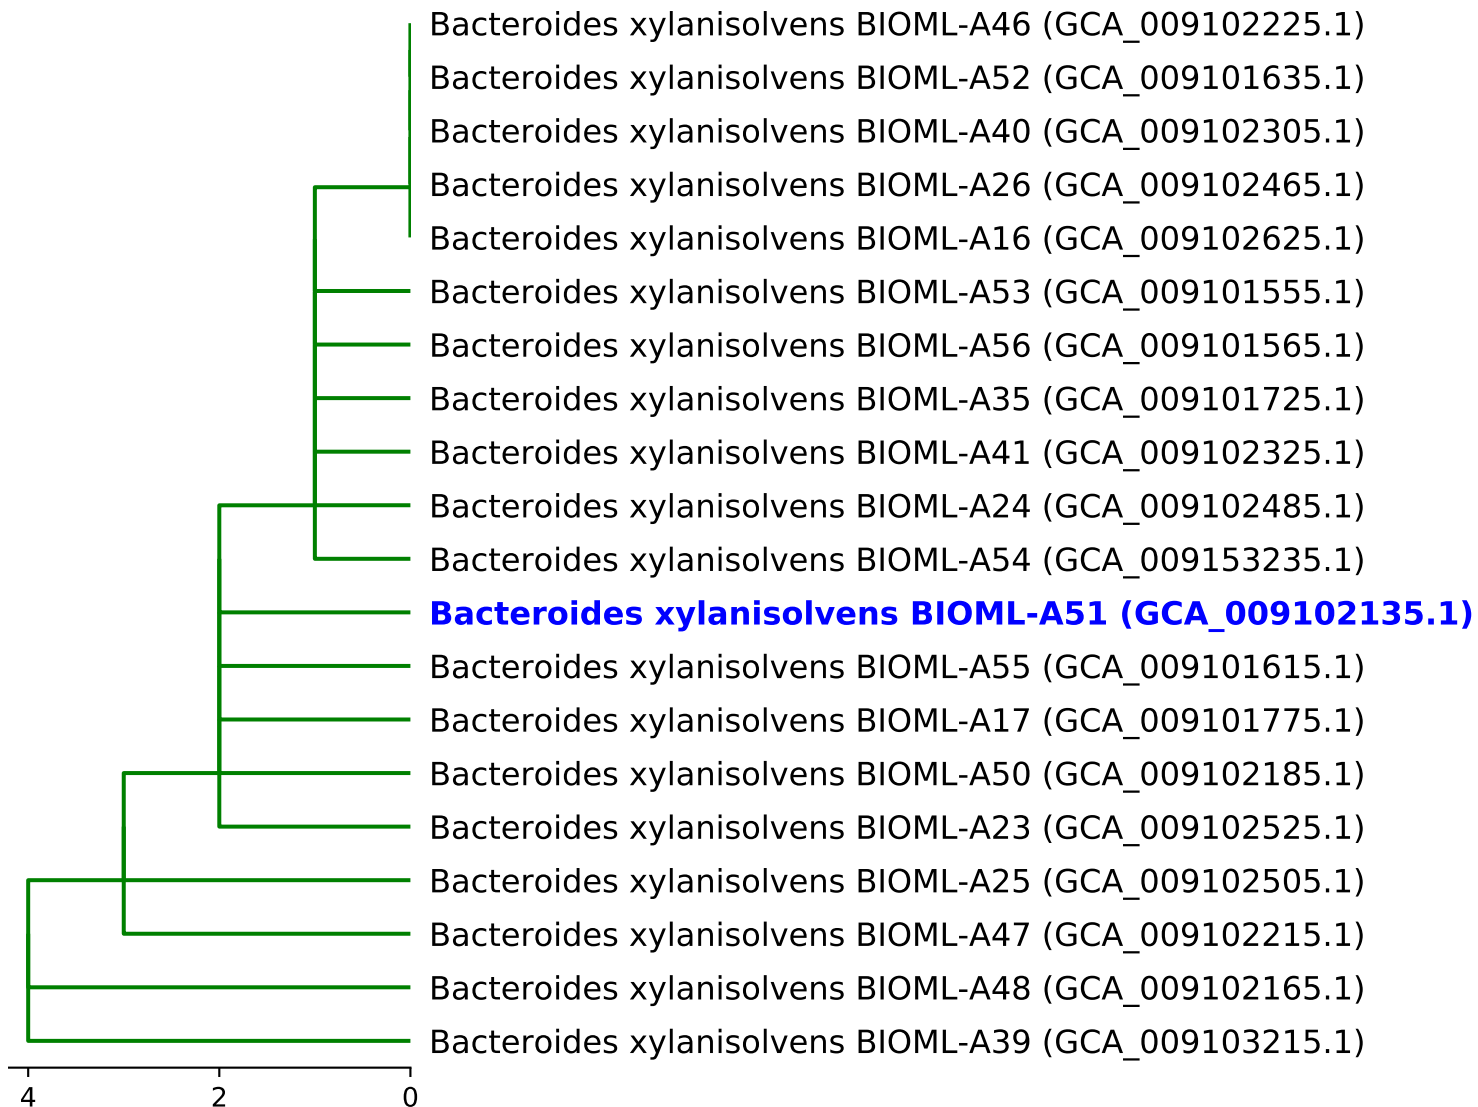 Bacteroides xylanisolvens BIOML-A46 (GCA_009102225.1)
Bacteroides xylanisolvens BIOML-A52 (GCA_009101635.1)
Bacteroides xylanisolvens BIOML-A40 (GCA_009102305.1)
Bacteroides xylanisolvens BIOML-A26 (GCA_009102465.1)
Bacteroides xylanisolvens BIOML-A16 (GCA_009102625.1)
Bacteroides xylanisolvens BIOML-A53 (GCA_009101555.1)
Bacteroides xylanisolvens BIOML-A56 (GCA_009101565.1)
Bacteroides xylanisolvens BIOML-A35 (GCA_009101725.1)
Bacteroides xylanisolvens BIOML-A41 (GCA_009102325.1)
Bacteroides xylanisolvens BIOML-A24 (GCA_009102485.1)
Bacteroides xylanisolvens BIOML-A54 (GCA_009153235.1)
Bacteroides xylanisolvens BIOML-A51 (GCA_009102135.1)
Bacteroides xylanisolvens BIOML-A55 (GCA_009101615.1)
Bacteroides xylanisolvens BIOML-A17 (GCA_009101775.1)
Bacteroides xylanisolvens BIOML-A50 (GCA_009102185.1)
Bacteroides xylanisolvens BIOML-A23 (GCA_009102525.1)
Bacteroides xylanisolvens BIOML-A25 (GCA_009102505.1)
Bacteroides xylanisolvens BIOML-A47 (GCA_009102215.1)
Bacteroides xylanisolvens BIOML-A48 (GCA_009102165.1)
Bacteroides xylanisolvens BIOML-A39 (GCA_009103215.1)
4 2 0